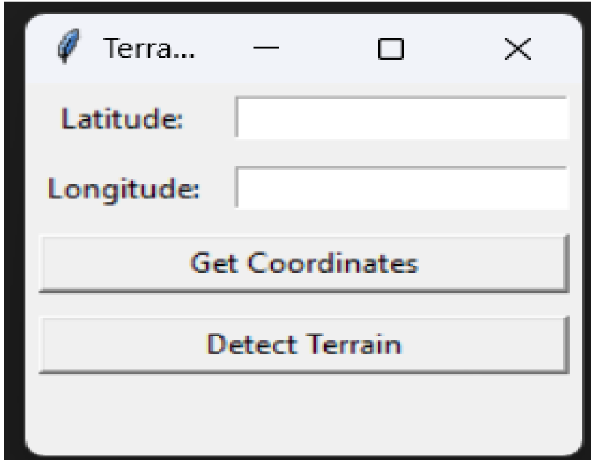 Terra...
Latitude:
Longitude:
Get Coordinates
Detect Terrain